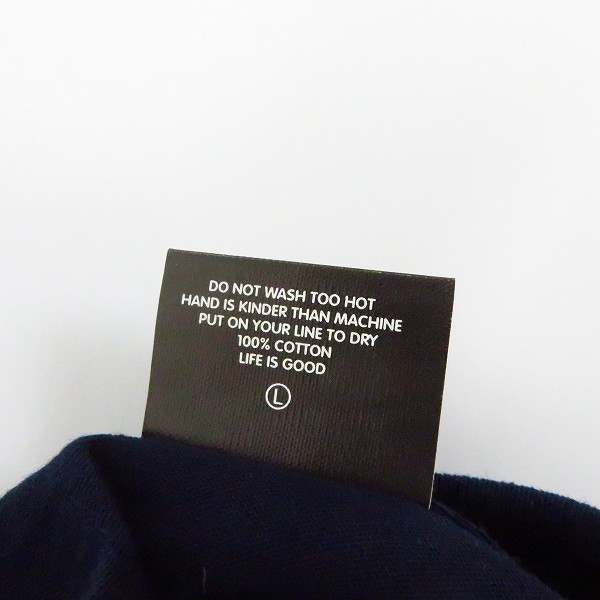 DO NOT WASH TOO HOT
HAND IS KINDER THAN MACHINE
PUT ON YOUR LINE TO DRY
100% COTTON
LIFE IS GOOD
L